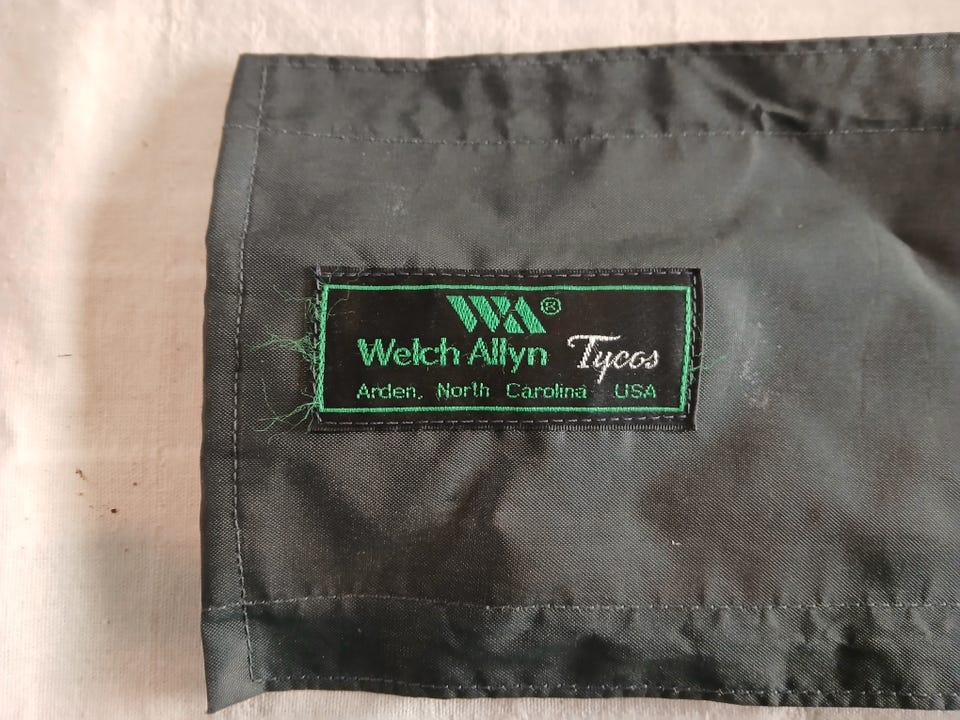 WA®
Welch Allyn Tycos
Arden, North Carolina USA